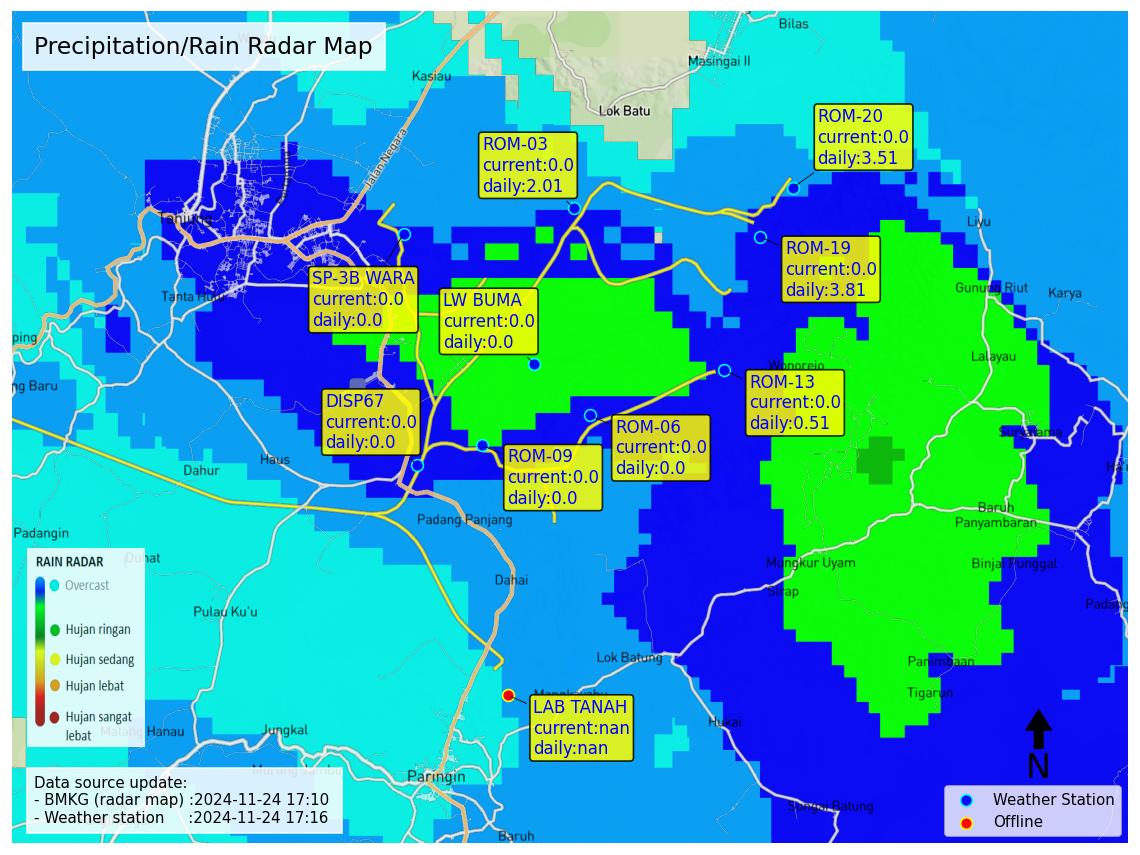 Precipitation/Rain Radar Map
Bilas
Masingai II
Kasiau
Lok Batu
ROM-20
current:0.0
daily:3.51
ROM-03
current:0.0
daily:2.01
Jalan Negara
Tanjung
Liyu
ROM-19
current:0.0
daily:3.81
SP-3B WARA
current:0.0
daily:0.0
LW BUMA
current:0.0
daily:0.0
Tanta Hulu
Gunung Riut
Karya
ping
Lalayau
Wonorejo
ng Baru
ROM-13
current:0.0
daily:0.51
DISP67
current:0.0
daily:0.0
ROM-06
current:0.0
daily:0.0
ROM-09
current:0.0
daily:0.0
Haus
Dahur
Baruh
Panyambaran
Padang Panjang
Padangin
Mungkur Uyam
Binjai Punggal
Dahai
Sirap
Padang
Pulau Ku'u
RAIN RADAR
Overcast
Hujan ringan
Hujan sedang
Hujan lebat
Hujan sangat
lebat
Lok Batung
Panimbaan
Tigarun
LAB TANAH
current:nan
daily:nan
Hukai
Hanau
Jungkal
Paringin
Sungai Batung
Baruh
N
Data source update:
- BMKG (radar map) :2024-11-24 17:10
- Weather station :2024-11-24 17:16
Weather Station
Offline